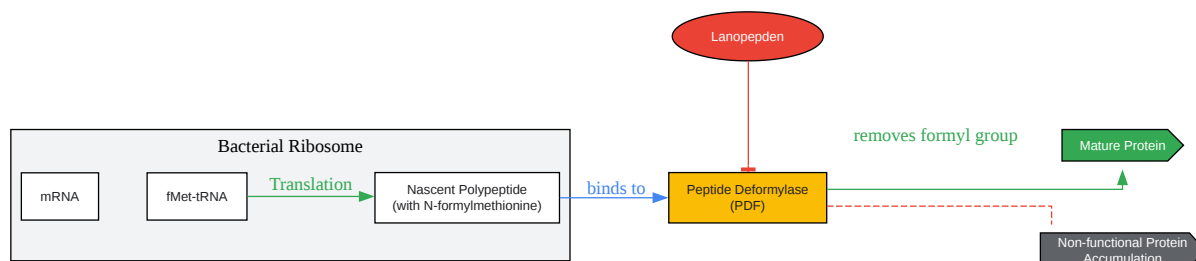 Lanopepden
Bacterial Ribosome
mRNA
fMet-tRNA
Translation
Nascent Polypeptide
(with N-formylmethionine)
binds to
Peptide Deformylase
(PDF)
removes formyl group
Mature Protein
Non-functional Protein
Accumulation